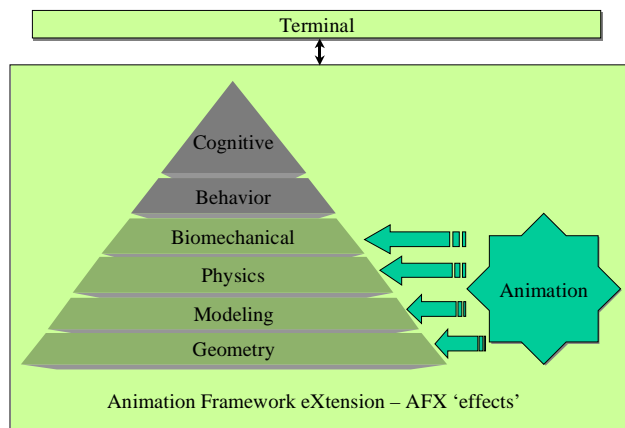 Terminal
Cognitive
Behavior
Biomechanical
Physics
Animation
Modeling
Geometry
Animation Framework eXtension – AFX ‘effects’